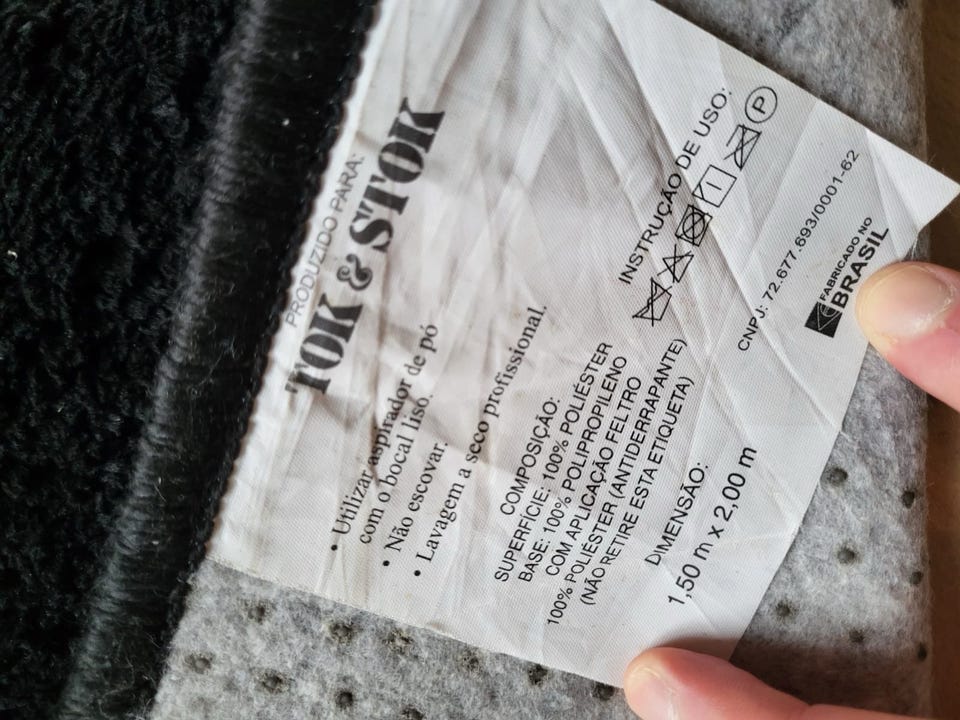 PRODUZIDO PARA:
TOK & STOK
• Utilizar aspirador de pó
com o bocal liso.
• Não escovar.
• Lavagem a seco profissional.
COMPOSIÇÃO:
SUPERFÍCIE: 100% POLIÉSTER
BASE: 100% POLIPROPILENO
COM APLICAÇÃO FELTRO
100% POLIÉSTER (ANTIDERRAPANTE)
(NÃO RETIRE ESTA ETIQUETA)
DIMENSÃO:
1,50 m x 2,00 m
INSTRUÇÃO DE USO:
P
CNPJ: 72.677.693/0001-62
FABRICADO NO
BRASIL